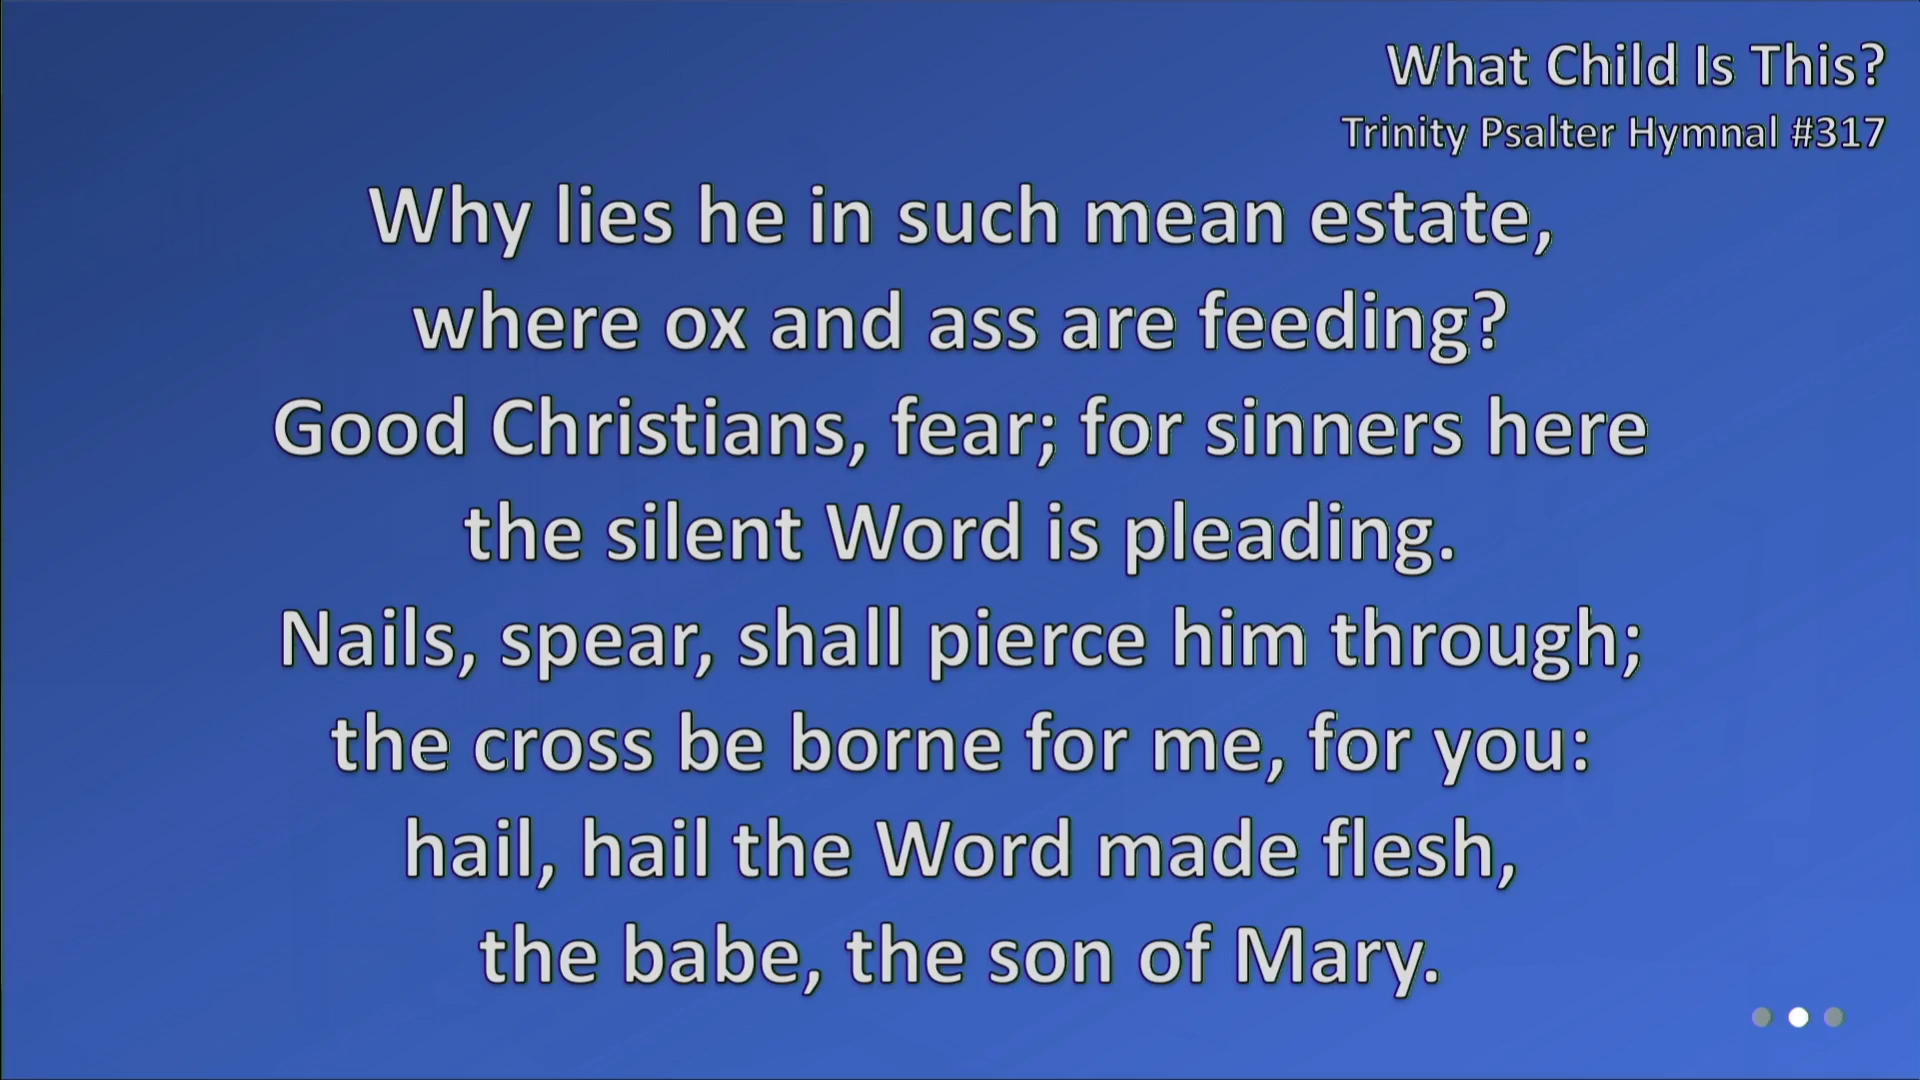 What Child Is This?
Trinity Psalter Hymnal #317
Why lies he in such mean estate,
where ox and ass are feeding?
Good Christians, fear; for sinners here
the silent Word is pleading.
Nails, spear, shall pierce him through;
the cross be borne for me, for you:
hail, hail the Word made flesh,
the babe, the son of Mary.